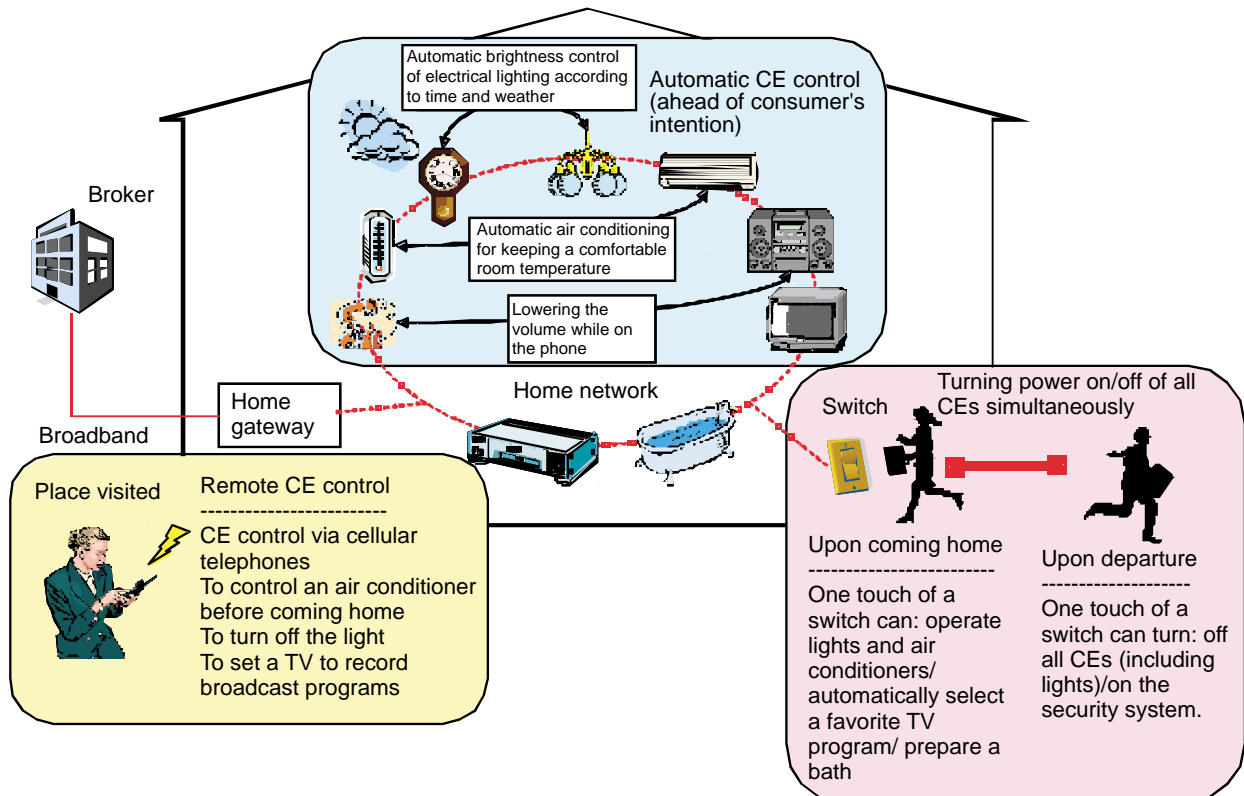 Automatic brightness control
of electrical lighting according
to time and weather
Automatic CE control
(ahead of consumer's
intention)
Broker
Automatic air conditioning
for keeping a comfortable
room temperature
Lowering the
volume while on
the phone
Home network
Home
gateway
Broadband
Place visited
Remote CE control
-------------------------
CE control via cellular
telephones
To control an air conditioner
before coming home
To turn off the light
To set a TV to record
broadcast programs
Turning power on/off of all
CEs simultaneously
Switch
Upon coming home
-------------------------
One touch of a
switch can: operate
lights and air
conditioners/
automatically select
a favorite TV
program/ prepare a
bath
Upon departure
--------------------
One touch of a
switch can turn: off
all CEs (including
lights)/on the
security system.